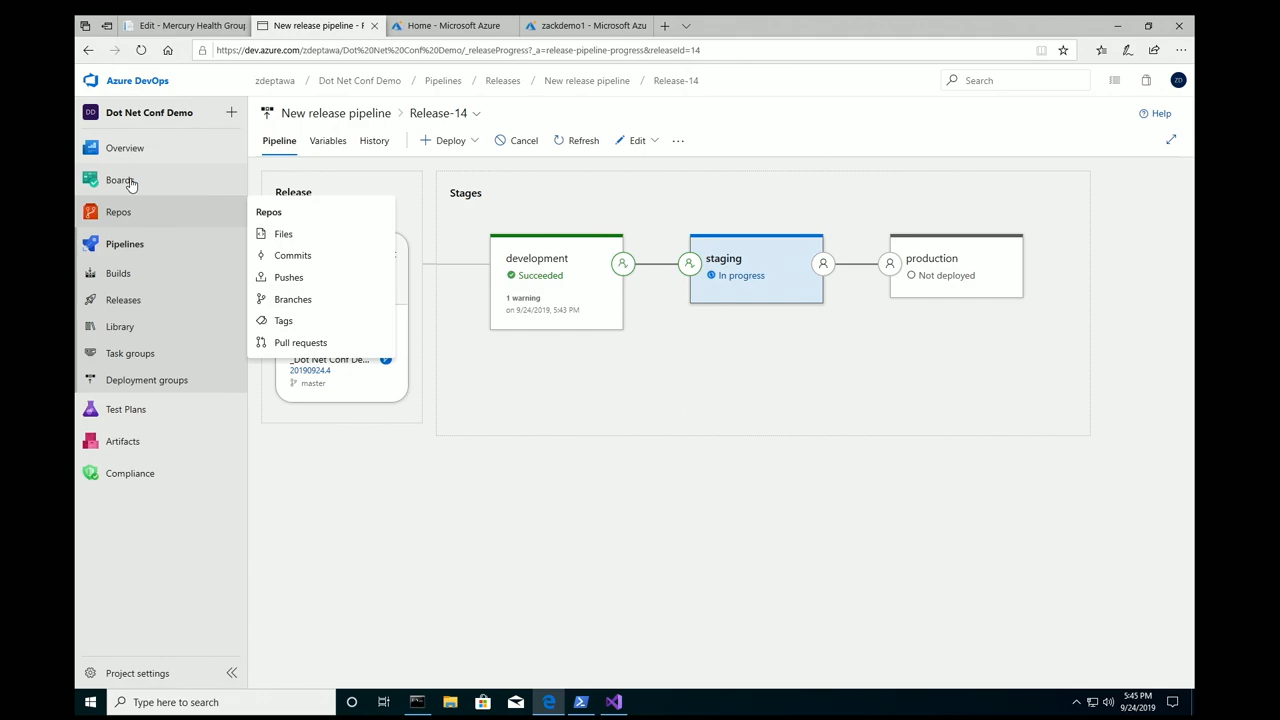 Edit - Mercury Health Group
New release pipeline - F
Home - Microsoft Azure
zackdemo1 - Microsoft Azu
https://dev.azure.com/zdeptawa/Dot%20Net%20Conf%20Demo/_releaseProgress?_a=release-pipeline-progress&releaseId=14
Azure DevOps
zdeptawa / Dot Net Conf Demo / Pipelines / Releases / New release pipeline / Release-14
Search
ZD
DD Dot Net Conf Demo
New release pipeline > Release-14
Help
Pipeline Variables History Deploy Cancel Refresh Edit ...
Overview
Boards
Repos
Pipelines
Builds
Releases
Library
Task groups
Deployment groups
Test Plans
Artifacts
Compliance
Project settings
Release
Repos
Files
Commits
Pushes
Branches
Tags
Pull requests
_Dot Net Conf De...
20190924.4
master
Stages
development
Succeeded
1 warning
on 9/24/2019, 5:43 PM
staging
In progress
production
Not deployed
Type here to search
5:45 PM
9/24/2019